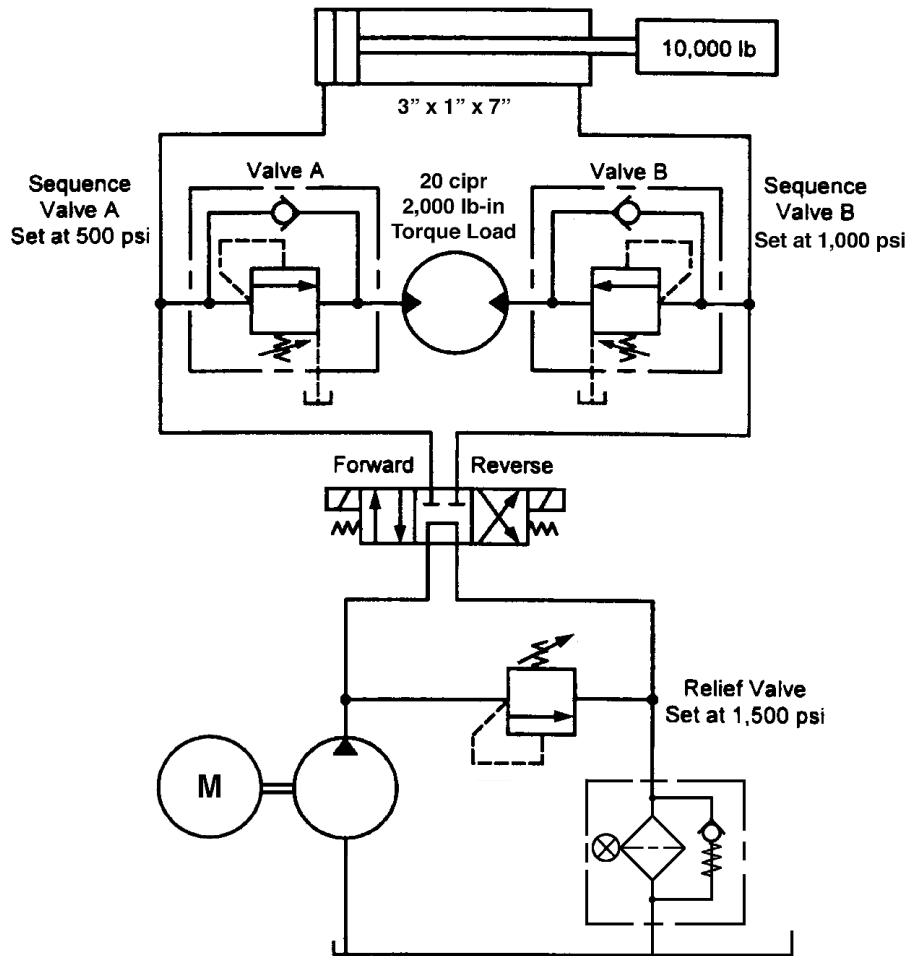 10,000 lb
3” x 1” x 7”
Sequence
Valve A
Set at 500 psi
Valve A
20 cipr
2,000 lb-in
Torque Load
Valve B
Sequence
Valve B
Set at 1,000 psi
Forward
Reverse
Relief Valve
Set at 1,500 psi
M